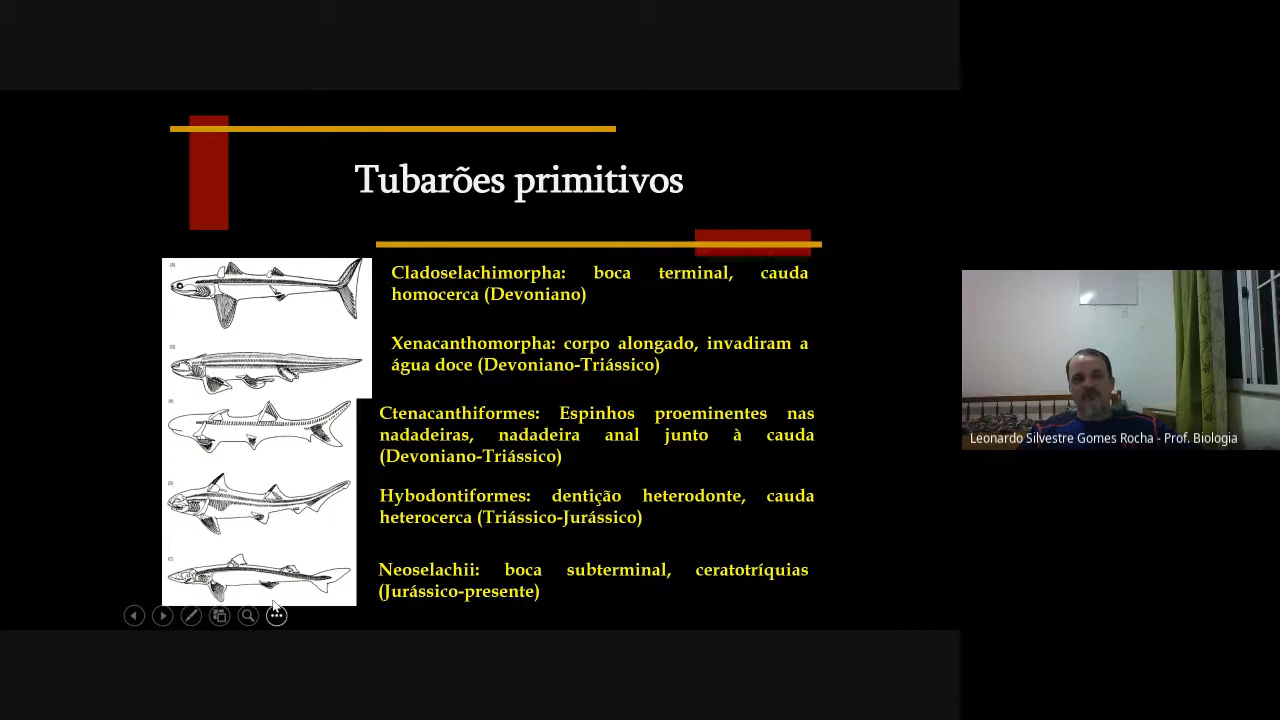 Tubarões primitivos
Cladoselachimorpha: boca terminal, cauda
homocerca (Devoniano)
Xenacanthomorpha: corpo alongado, invadiram a
água doce (Devoniano-Triássico)
Ctenacanthiformes: Espinhos proeminentes nas
nadadeiras, nadadeira anal junto à cauda
(Devoniano-Triássico)
Hybodontiformes: dentição heterodonte, cauda
heterocerca (Triássico-Jurássico)
Neoselachii: boca subterminal, ceratotríquias
(Jurássico-presente)
Leonardo Silvestre Gomes Rocha - Prof. Biologia